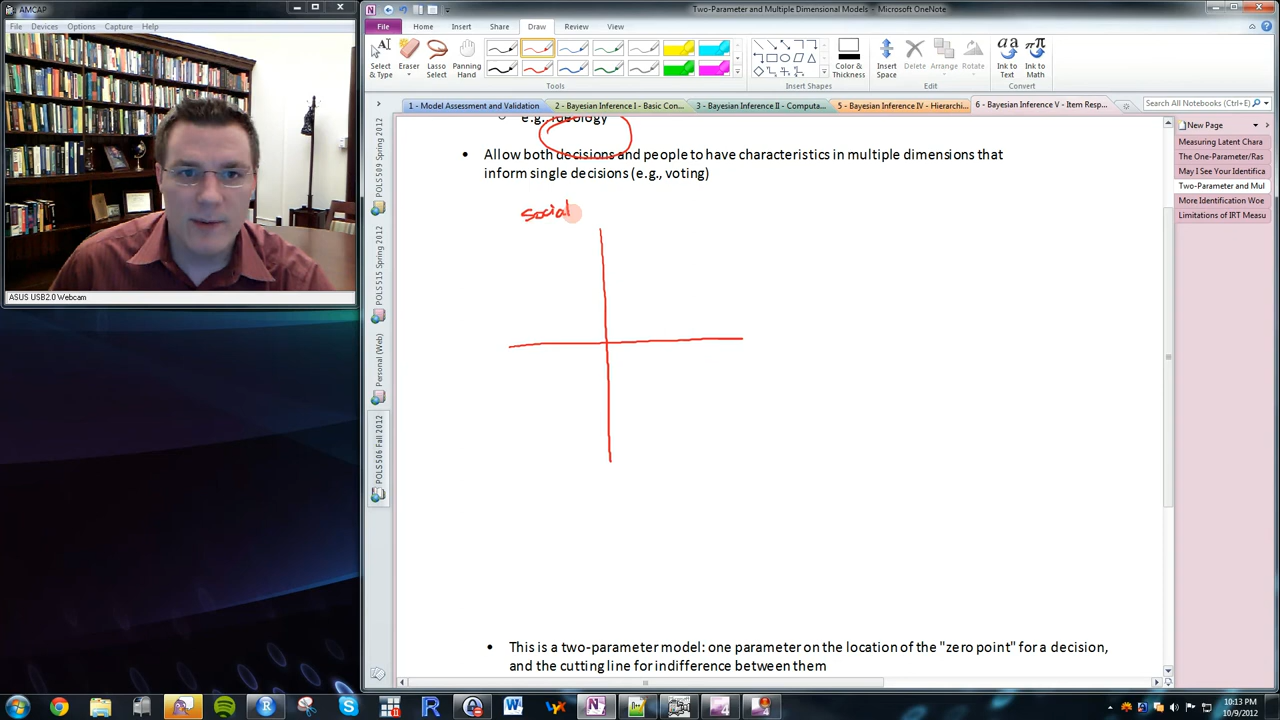 AMCAP
Two-Parameter and Multiple Dimensional Models - Microsoft OneNote
File Devices Options Capture Help
File Home Insert Share Draw Review View
Select & Type
Eraser
Lasso Select
Panning Hand
Color & Thickness
Insert Space
Delete
Arrange
Rotate
Ink to Text
Ink to Math
Tools
Shapes
Edit
Convert
1 - Model Assessment and Validation
2 - Bayesian Inference I - Basic Con...
3 - Bayesian Inference II - Computa...
5 - Bayesian Inference IV - Hierarchi...
6 - Bayesian Inference V - Item Resp...
Search All Notebooks (Ctrl+E)
New Page
Measuring Latent Chara
The One-Parameter/Ras
May I See Your Identifica
Two-Parameter and Mul
More Identification Woe
Limitations of IRT Measu
POLS 509 Spring 2012
POLS 515 Spring 2012
Personal (Web)
POLS 506 Fall 2012
e.g. Ideology
Allow both decisions and people to have characteristics in multiple dimensions that
inform single decisions (e.g., voting)
social
This is a two-parameter model: one parameter on the location of the "zero point" for a decision,
and the cutting line for indifference between them
ASUS USB2.0 Webcam
10:13 PM
10/9/2012